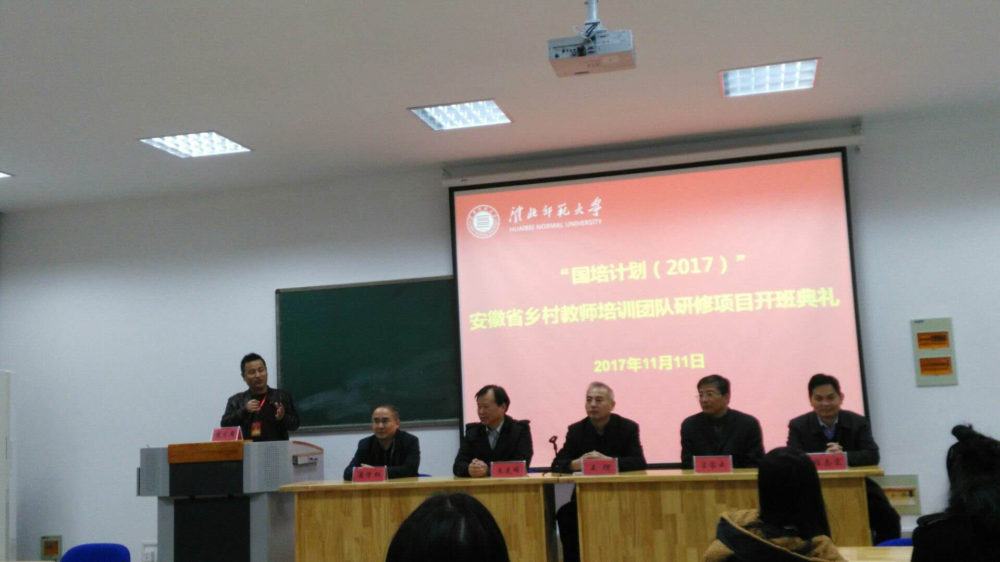 淮北师范大学
HUAIBEI NORMAL UNIVERSITY
“国培计划（2017）”
安徽省乡村教师培训团队研修项目开班典礼
2017年11月11日
王理